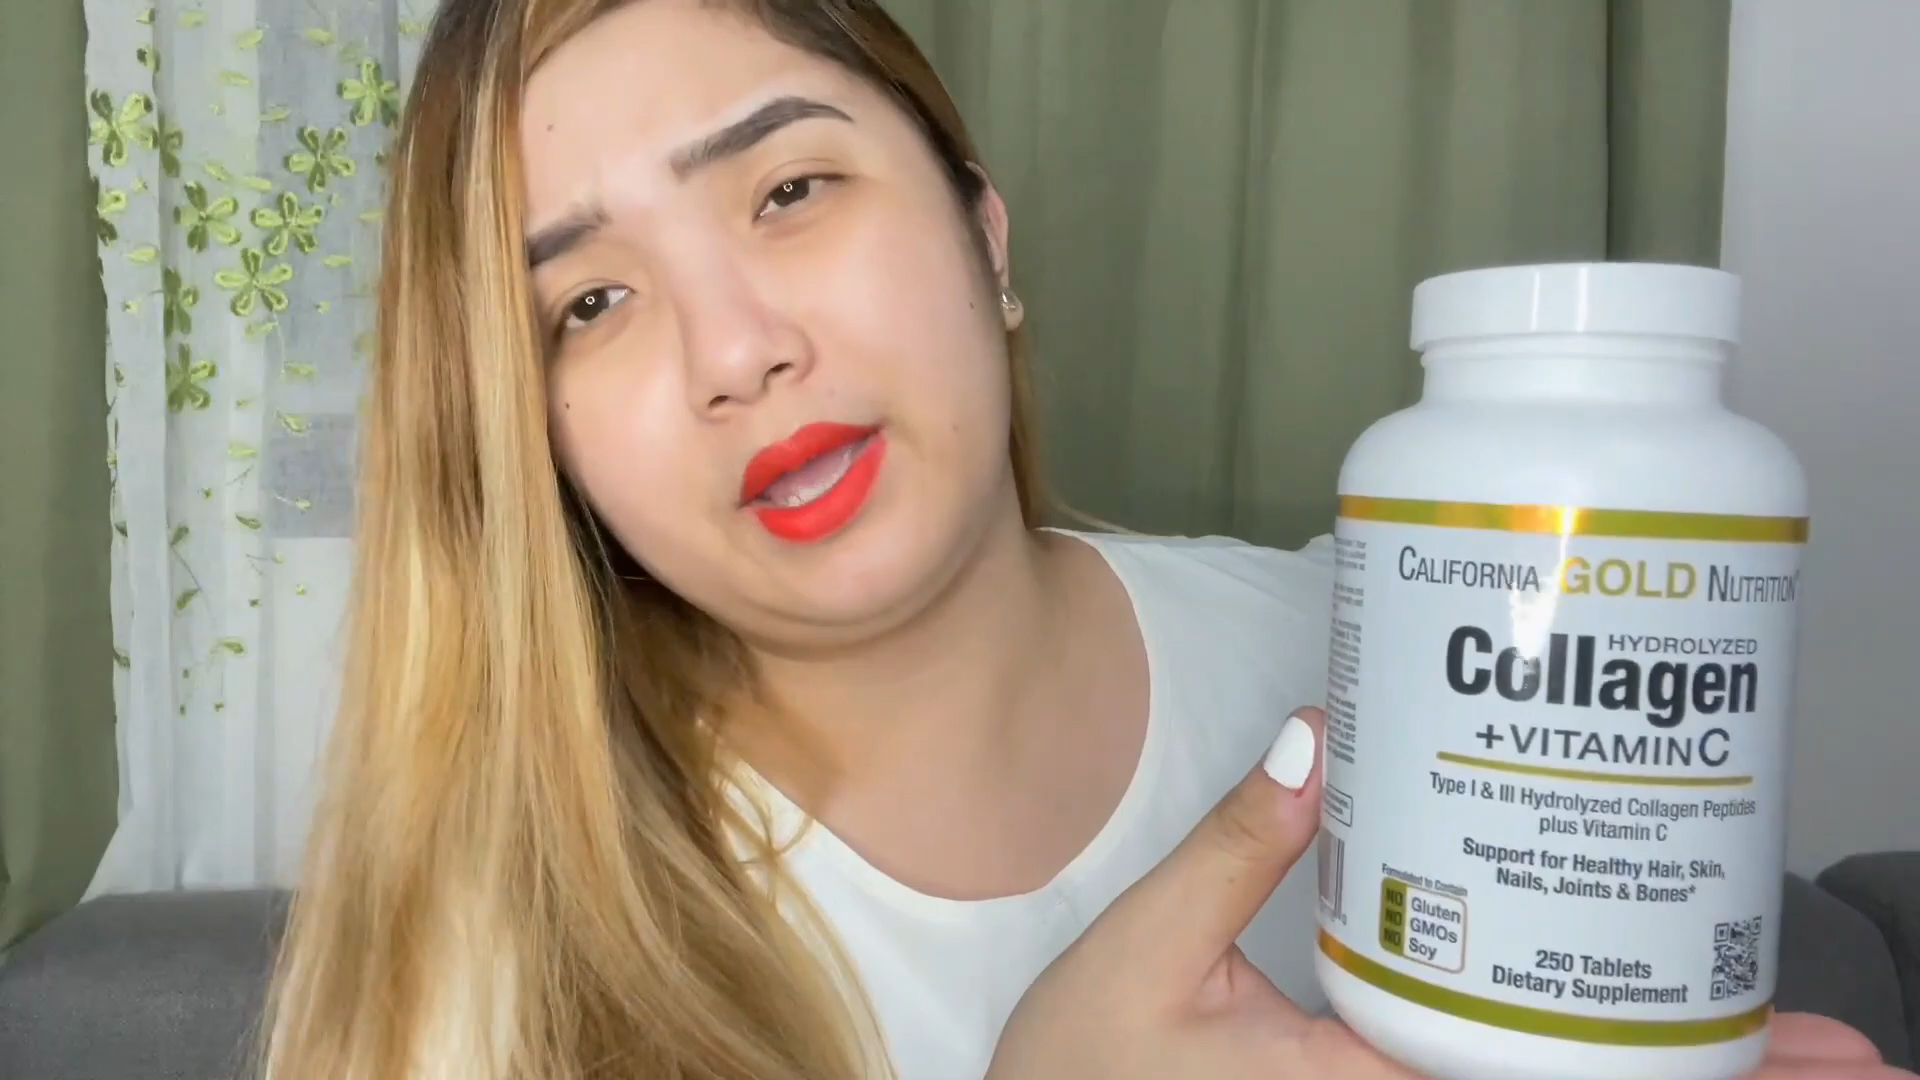 CALIFORNIA GOLD NUTRITION
HYDROLYZED
Collagen
+VITAMIN C
Type I & III Hydrolyzed Collagen Peptides
plus Vitamin C
Support for Healthy Hair, Skin,
Nails, Joints & Bones*
Formulated to Contain
NO Gluten
NO GMOs
NO Soy
250 Tablets
Dietary Supplement